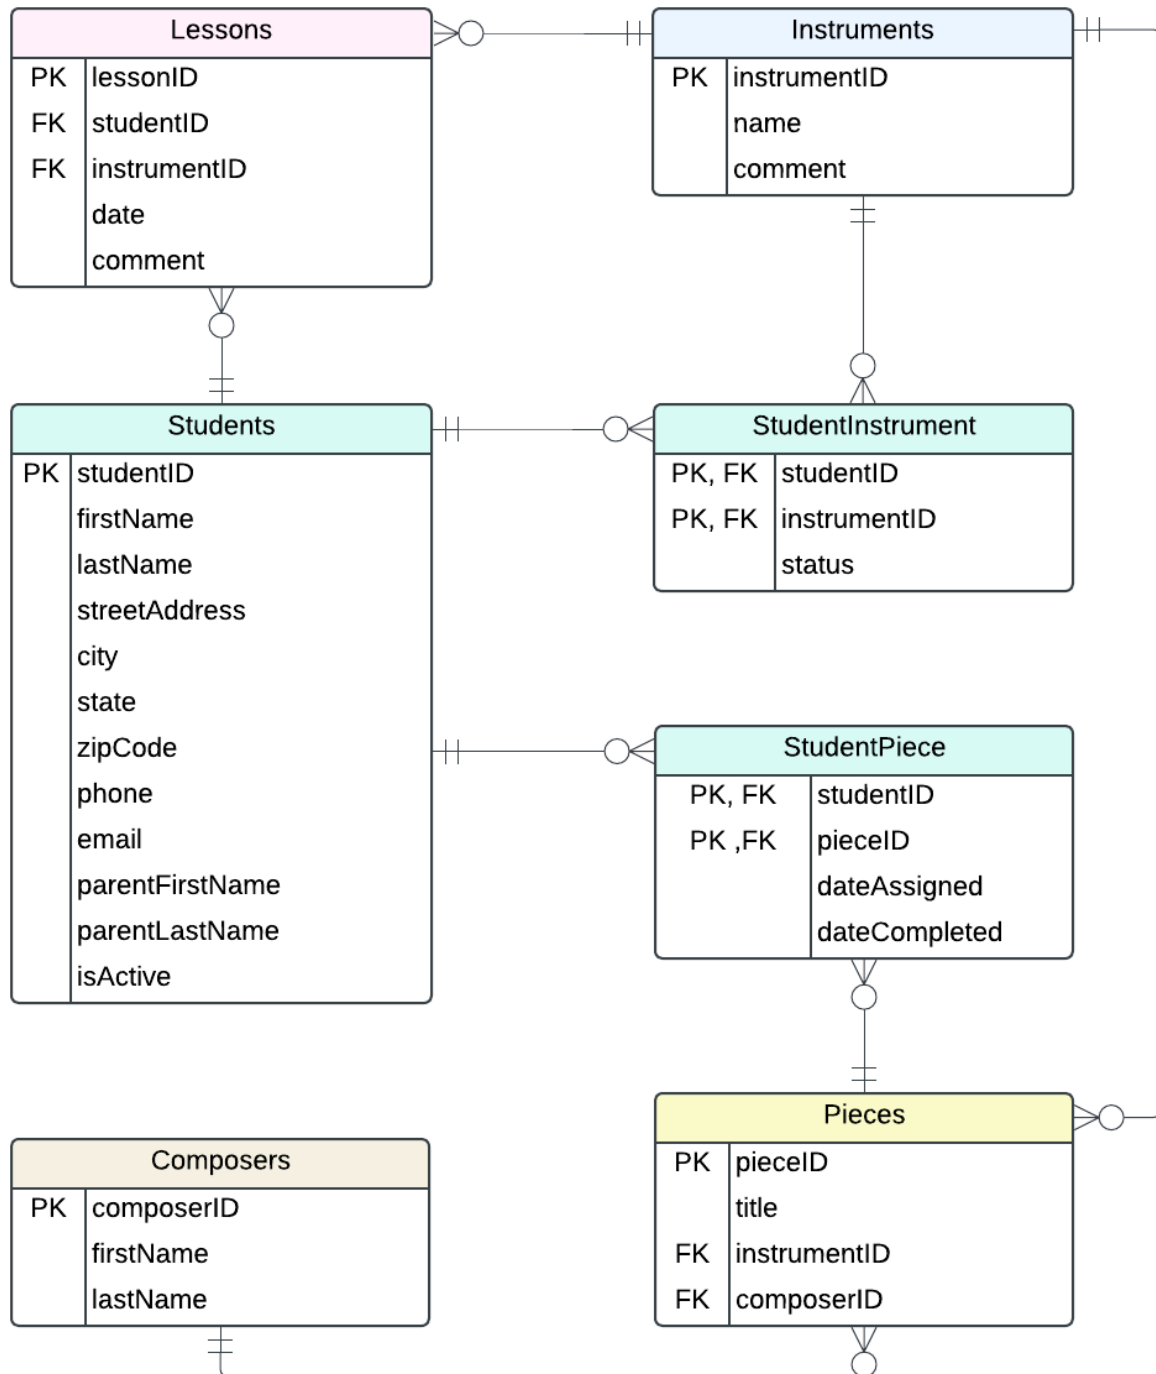 Lessons
PK lessonID
FK studentID
FK instrumentID
date
comment
Instruments
PK instrumentID
name
comment
Students
PK studentID
firstName
lastName
streetAddress
city
state
zipCode
phone
email
parentFirstName
parentLastName
isActive
StudentInstrument
PK, FK studentID
PK, FK instrumentID
status
StudentPiece
PK, FK studentID
PK ,FK pieceID
dateAssigned
dateCompleted
Composers
PK composerID
firstName
lastName
Pieces
PK pieceID
title
FK instrumentID
FK composerID